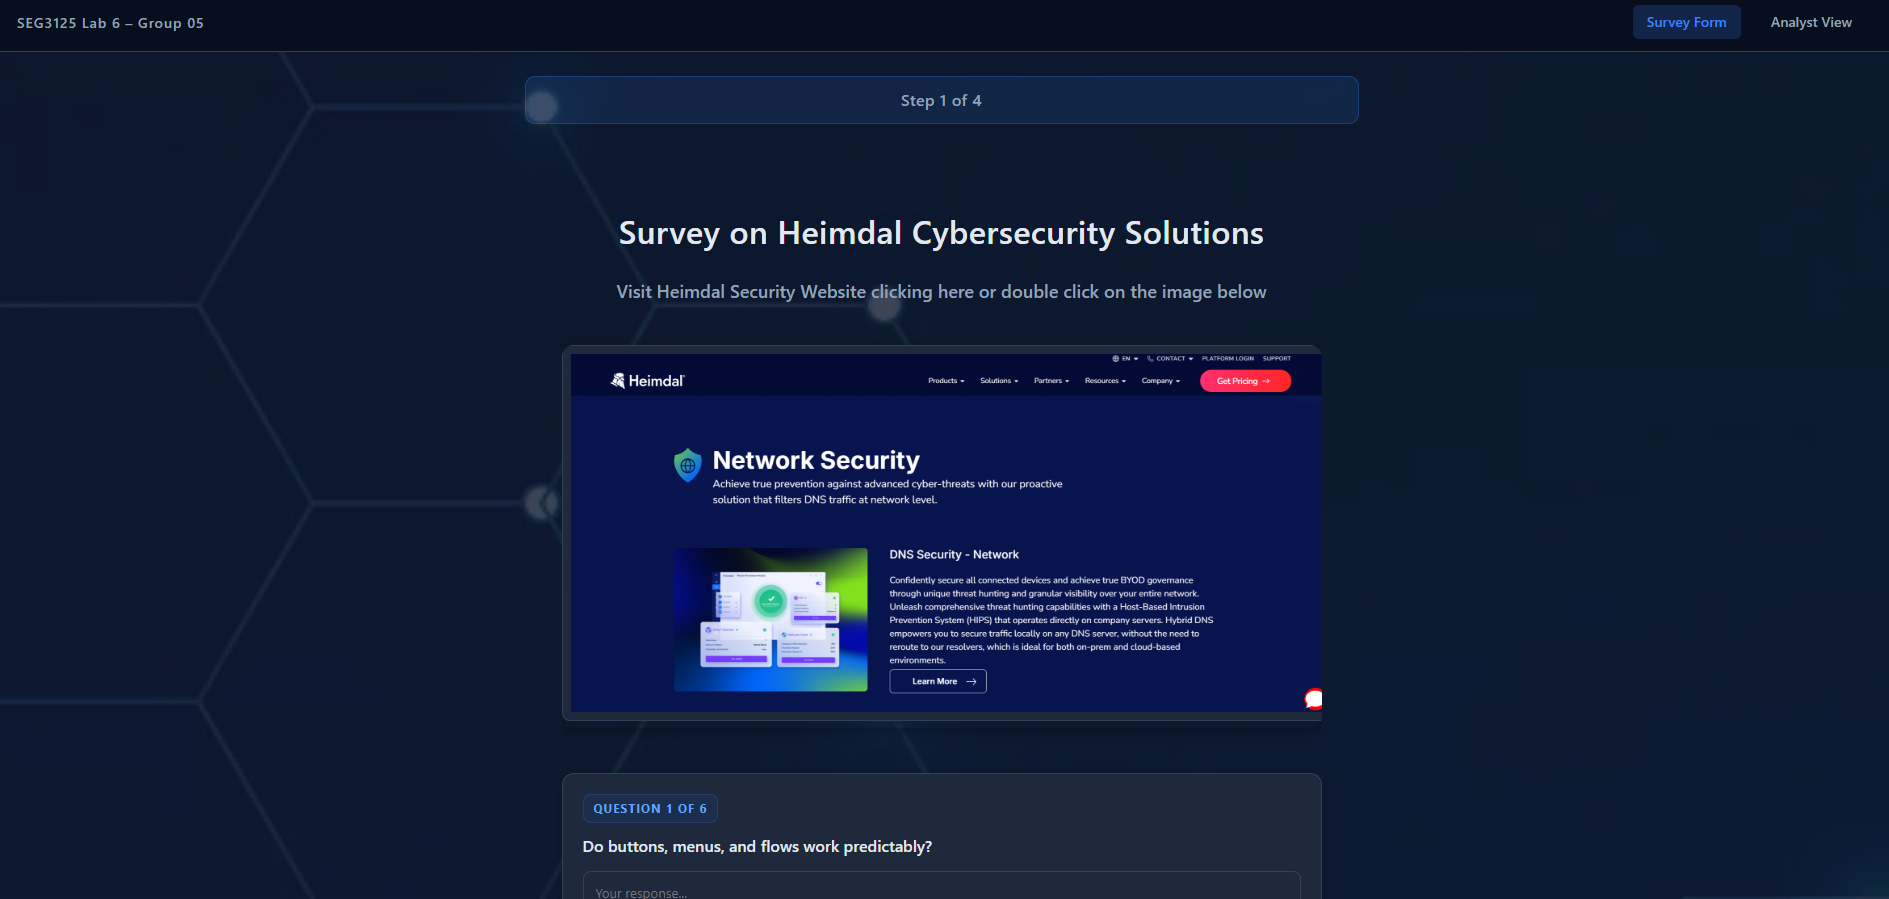 SEG3125 Lab 6 – Group 05
Survey Form
Analyst View
Step 1 of 4
Survey on Heimdal Cybersecurity Solutions
Visit Heimdal Security Website clicking here or double click on the image below
EN
CONTACT
PLATFORM LOGIN
SUPPORT
Heimdal
Products
Solutions
Partners
Resources
Company
Get Pricing →
Network Security
Achieve true prevention against advanced cyber-threats with our proactive
solution that filters DNS traffic at network level.
DNS Security - Network
Confidently secure all connected devices and achieve true BYOD governance
through unique threat hunting and granular visibility over your entire network.
Unleash comprehensive threat hunting capabilities with a Host-Based Intrusion
Prevention System (HIPS) that operates directly on company servers. Hybrid DNS
empowers you to secure traffic locally on any DNS server, without the need to
reroute to our resolvers, which is ideal for both on-prem and cloud-based
environments.
Learn More →
QUESTION 1 OF 6
Do buttons, menus, and flows work predictably?
Your response...